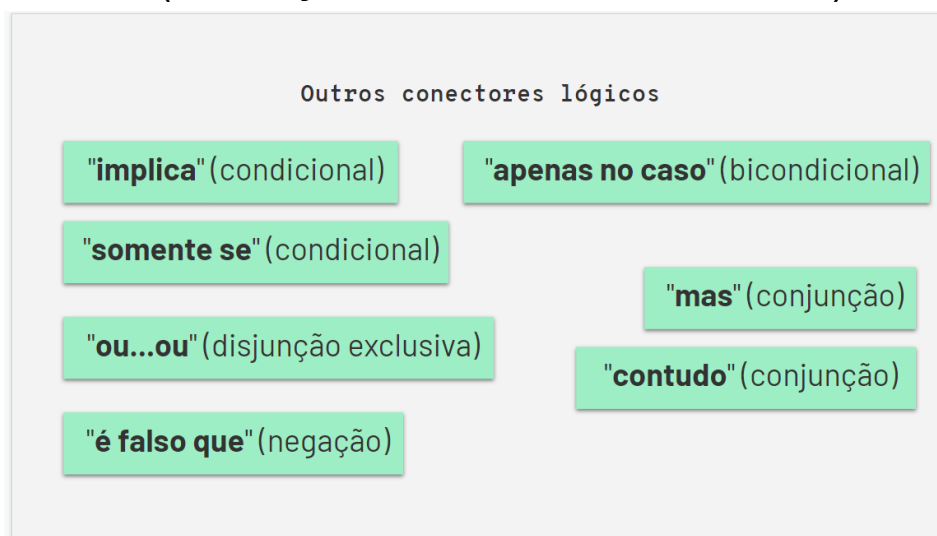 Outros conectores lógicos
"implica" (condicional)
"apenas no caso" (bicondicional)
"somente se" (condicional)
"mas" (conjunção)
"ou...ou" (disjunção exclusiva)
"contudo" (conjunção)
"é falso que" (negação)